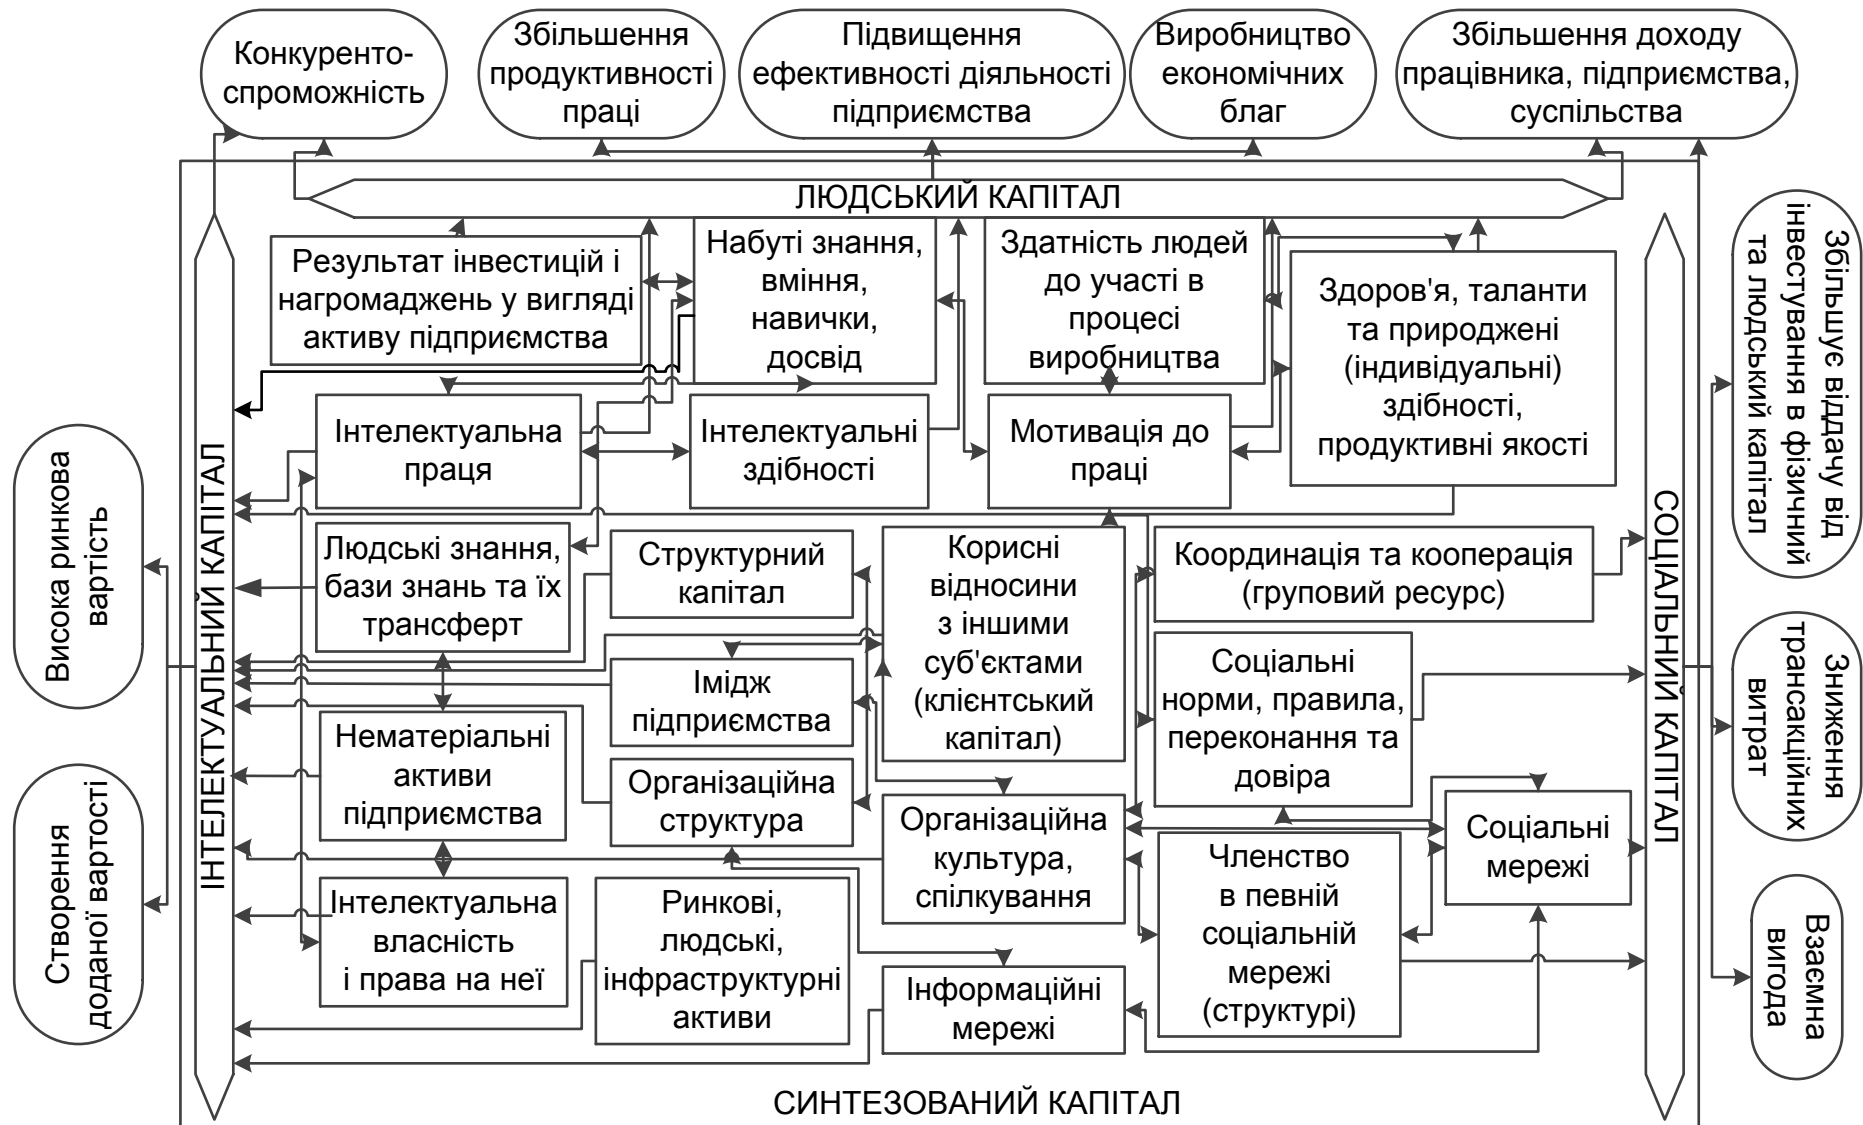 Конкуренто-
спроможність
Збільшення
продуктивності
праці
Підвищення
ефективності діяльності
підприємства
Виробництво
економічних
благ
Збільшення доходу
працівника, підприємства,
суспільства
ЛЮДСЬКИЙ КАПІТАЛ
Результат інвестицій і
нагромаджень у вигляді
активу підприємства
Набуті знання,
вміння,
навички,
досвід
Здатність людей
до участі в
процесі
виробництва
Здоров'я, таланти
та природжені
(індивідуальні)
здібності,
продуктивні якості
Інтелектуальна
праця
Інтелектуальні
здібності
Мотивація до
праці
Людські знання,
бази знань та їх
трансферт
Структурний
капітал
Корисні
відносини
з іншими
суб'єктами
(клієнтський
капітал)
Координація та кооперація
(груповий ресурс)
Імідж
підприємства
Соціальні
норми, правила,
переконання та
довіра
Нематеріальні
активи
підприємства
Організаційна
структура
Організаційна
культура,
спілкування
Соціальні
мережі
Членство
в певній
соціальній
мережі
(структурі)
Інтелектуальна
власність
і права на неї
Ринкові,
людські,
інфраструктурні
активи
Інформаційні
мережі
СИНТЕЗОВАНИЙ КАПІТАЛ
ІНТЕЛЕКТУАЛЬНИЙ КАПІТАЛ
СОЦІАЛЬНИЙ КАПІТАЛ
Висока ринкова
вартість
Створення
доданої вартості
Збільшує віддачу від
інвестування в фізичний
та людський капітал
Зниження
трансакційних
витрат
Взаємна
вигода